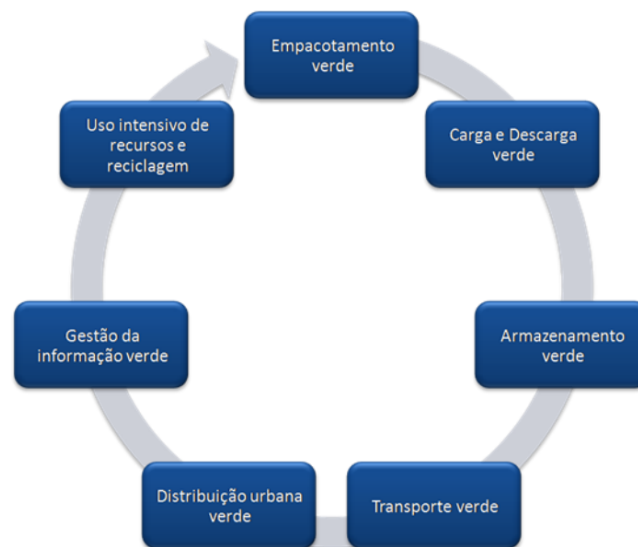 Empacotamento
verde
Carga e Descarga
verde
Armazenamento
verde
Transporte verde
Distribuição urbana
verde
Gestão da
informação verde
Uso intensivo de
recursos e
reciclagem